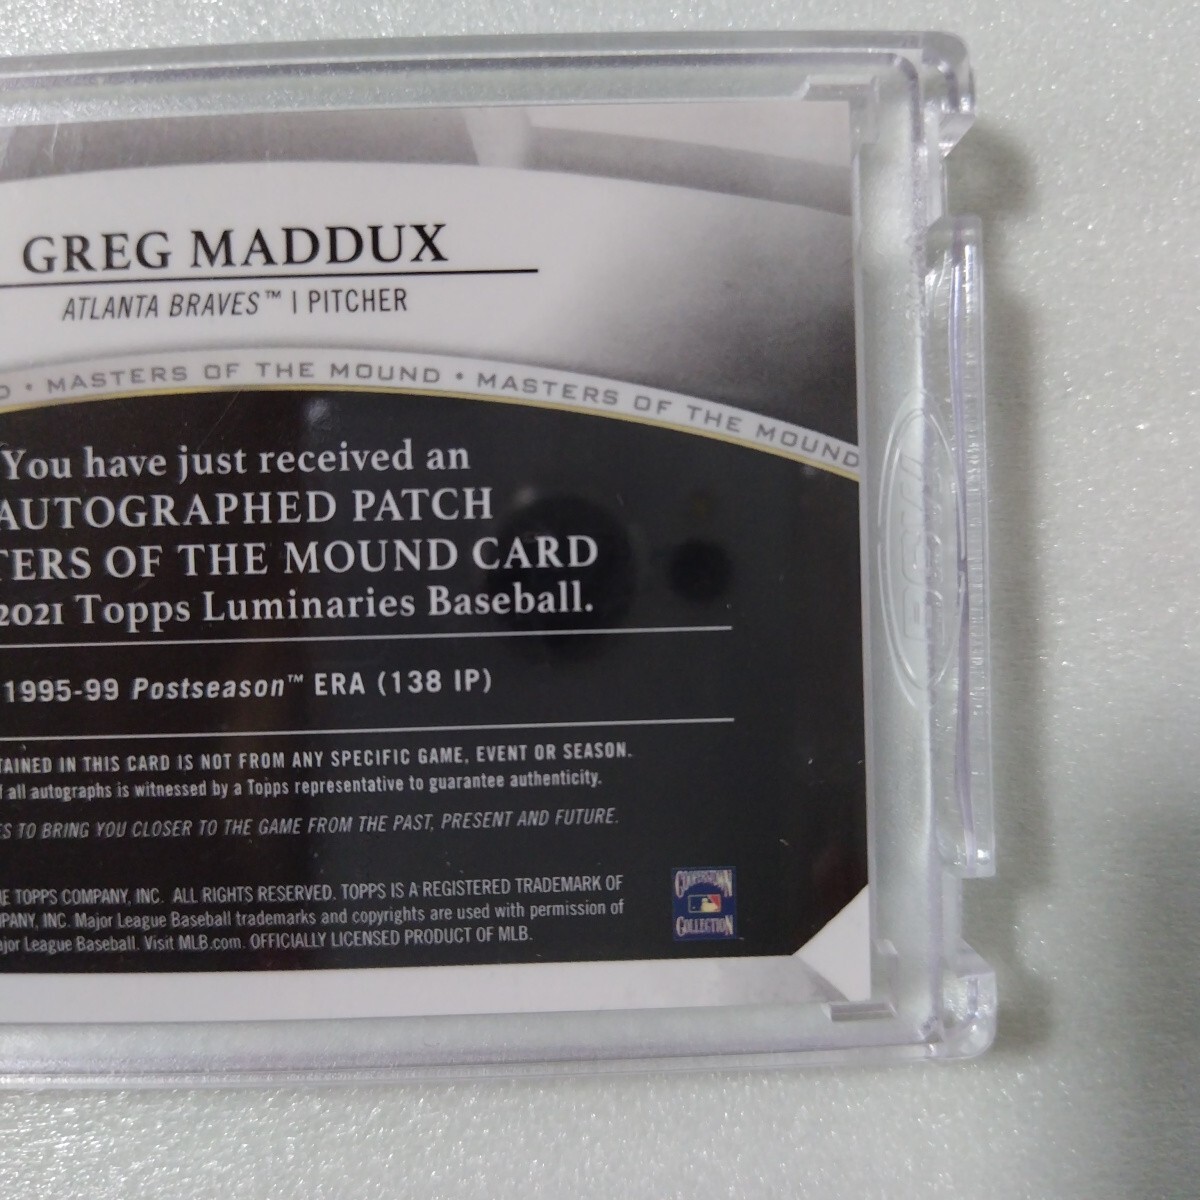 GREG MADDUX
ATLANTA BRAVES™ | PITCHER
• MASTERS OF THE MOUND • MASTERS OF THE MOUND
You have just received an
AUTOGRAPHED PATCH
TERS OF THE MOUND CARD
2021 Topps Luminaries Baseball.
1995-99 Postseason™ ERA (138 IP)
TAINED IN THIS CARD IS NOT FROM ANY SPECIFIC GAME, EVENT OR SEASON.
all autographs is witnessed by a Topps representative to guarantee authenticity.
ES TO BRING YOU CLOSER TO THE GAME FROM THE PAST, PRESENT AND FUTURE.
E TOPPS COMPANY, INC. ALL RIGHTS RESERVED. TOPPS IS A REGISTERED TRADEMARK OF
PANY, INC. Major League Baseball trademarks and copyrights are used with permission of
ajor League Baseball. Visit MLB.com. OFFICIALLY LICENSED PRODUCT OF MLB.
COOPERSTOWN
COLLECTION